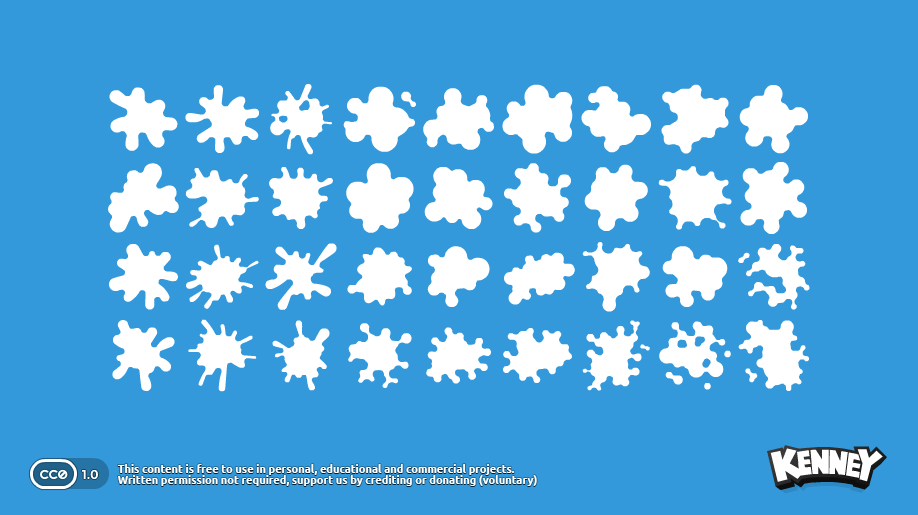 CC0 1.0
This content is free to use in personal, educational and commercial projects.
Written permission not required, support us by crediting or donating (voluntary)
KENNEY